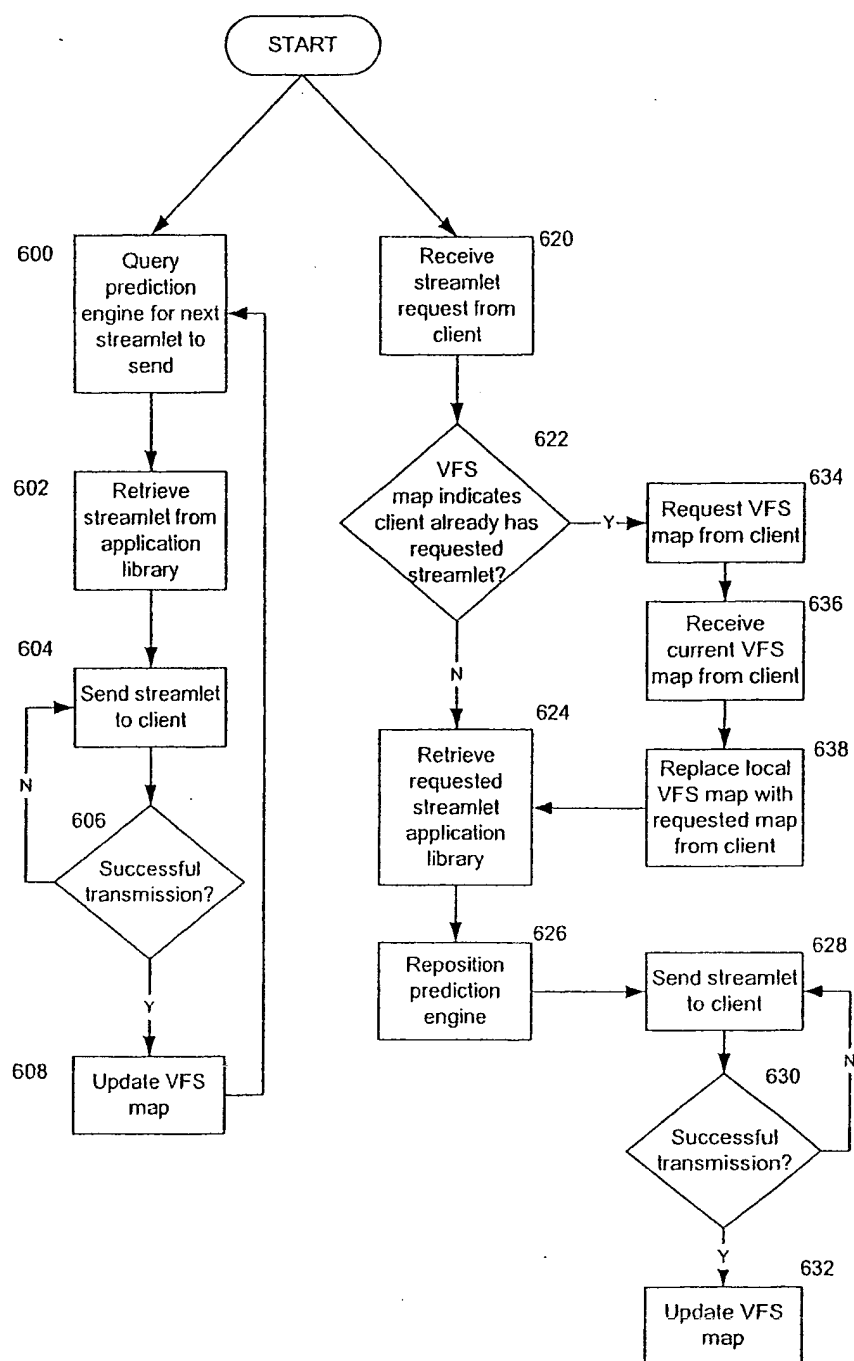 START
600
Query
prediction
engine for next
streamlet to
send
602
Retrieve
streamlet from
application
library
604
Send streamlet
to client
N
606
Successful
transmission?
Y
608
Update VFS
map
620
Receive
streamlet
request from
client
622
VFS
map indicates
client already has
requested
streamlet?
Y
N
634
Request VFS
map from client
636
Receive
current VFS
map from client
638
Replace local
VFS map with
requested map
from client
624
Retrieve
requested
streamlet
application
library
626
Reposition
prediction
engine
628
Send streamlet
to client
N
630
Successful
transmission?
Y
632
Update VFS
map